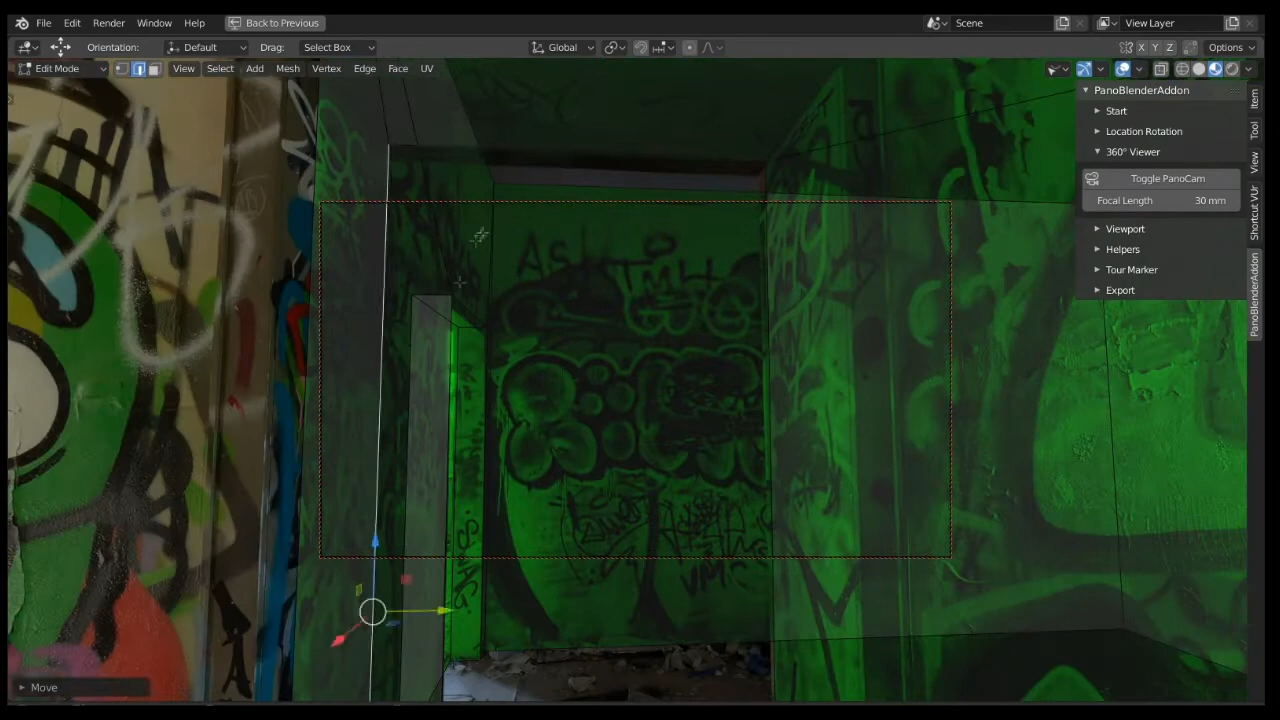 File Edit Render Window Help Back to Previous Scene View Layer
Orientation: Default Drag: Select Box Global X Y Z Options
Edit Mode View Select Add Mesh Vertex Edge Face UV
PanoBlenderAddon
Start
Location Rotation
360° Viewer
Toggle PanoCam
Focal Length 30 mm
Viewport
Helpers
Tour Marker
Export
Item
Tool
View
Shortcut VUr
PanoBlenderAddon
TMH
Move